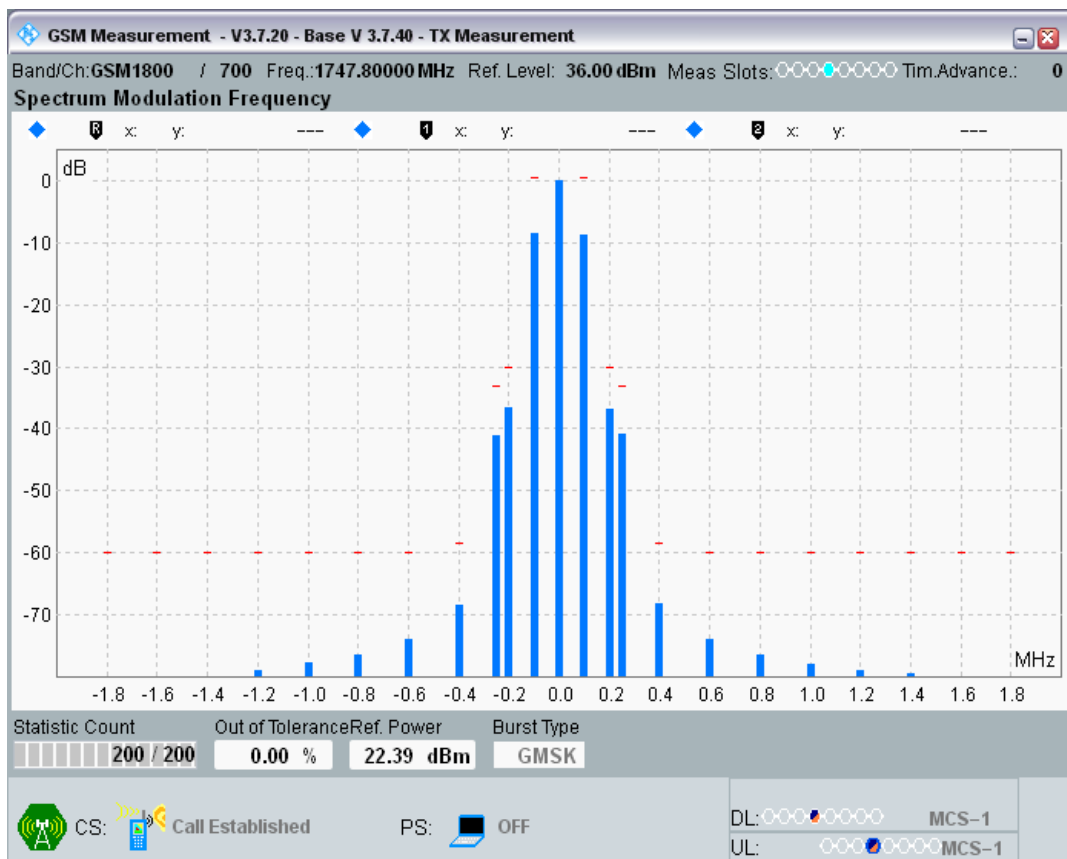 GSM Measurement - V3.7.20 - Base V 3.7.40 - TX Measurement
Band/Ch:GSM1800 / 700 Freq.:1747.80000 MHz Ref. Level: 36.00 dBm Meas Slots: Tim.Advance.: 0
Spectrum Modulation Frequency
R x: y: --- 1 x: y: --- 2 x: y: ---
dB
0
-10
-20
-30
-40
-50
-60
-70
MHz
-1.8 -1.6 -1.4 -1.2 -1.0 -0.8 -0.6 -0.4 -0.2 0.0 0.2 0.4 0.6 0.8 1.0 1.2 1.4 1.6 1.8
Statistic Count Out of Tolerance Ref. Power Burst Type
200 / 200 0.00 % 22.39 dBm GMSK
CS: Call Established PS: OFF DL: MCS-1
UL: MCS-1